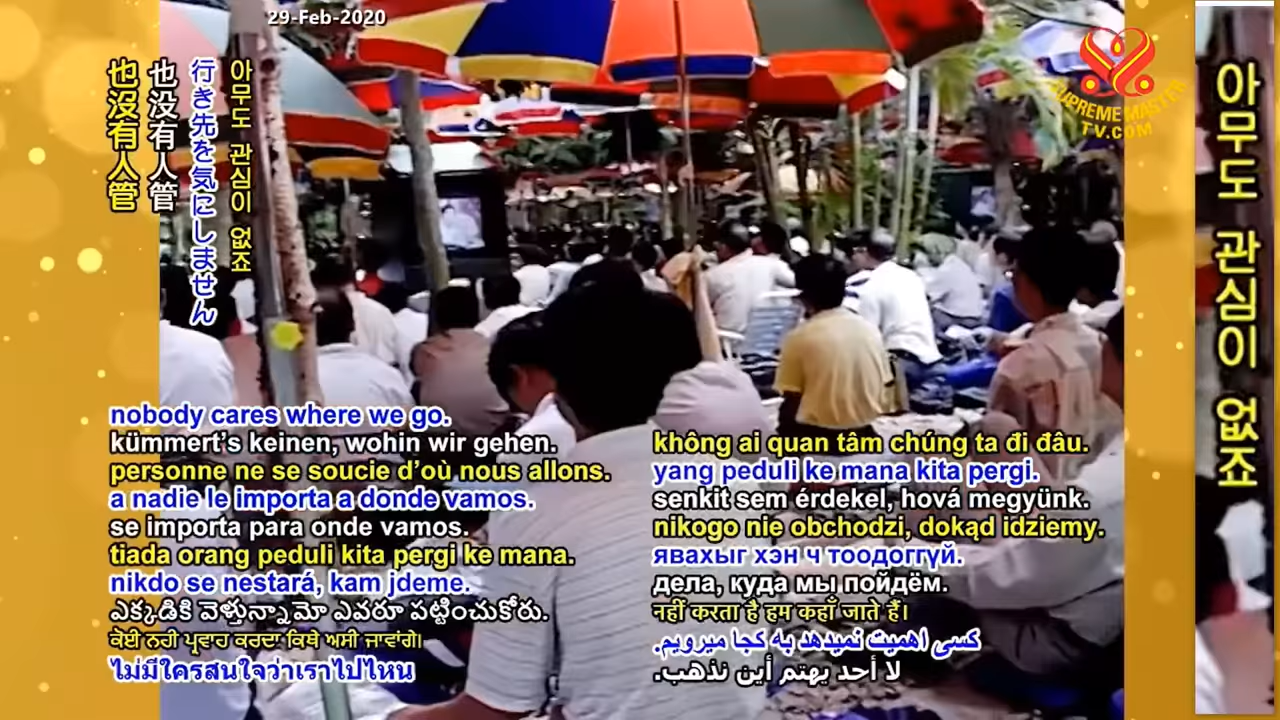 29-Feb-2020
SUPREME MASTER
TV.COM
아무도 관심이 없죠
行き先を気にしません
也没有人管
也沒有人管
nobody cares where we go.
kümmert's keinen, wohin wir gehen.
personne ne se soucie d'où nous allons.
a nadie le importa a donde vamos.
se importa para onde vamos.
tiada orang peduli kita pergi ke mana.
nikdo se nestará, kam jdeme.
ఎక్కడికి వెళ్తున్నామో ఎవరూ పట్టించుకోరు.
ਕੋਈ ਨਹੀ ਪ੍ਰਵਾਹ ਕਰਦਾ ਕਿਥੇ ਅਸੀ ਜਾਵਾਂਗੇ।
ไม่มีใครสนใจว่าเราไปไหน
không ai quan tâm chúng ta đi đâu.
yang peduli ke mana kita pergi.
senkit sem érdekel, hová megyünk.
nikogo nie obchodzi, dokąd idziemy.
явахыг хэн ч тоодоггүй.
дела, куда мы пойдём.
नहीं करता है हम कहाँ जाते हैं।
کسی اهمیت نمیدهد به کجا میرویم.
لا أحد يهتم أين نذهب.
아무도 관심이 없죠